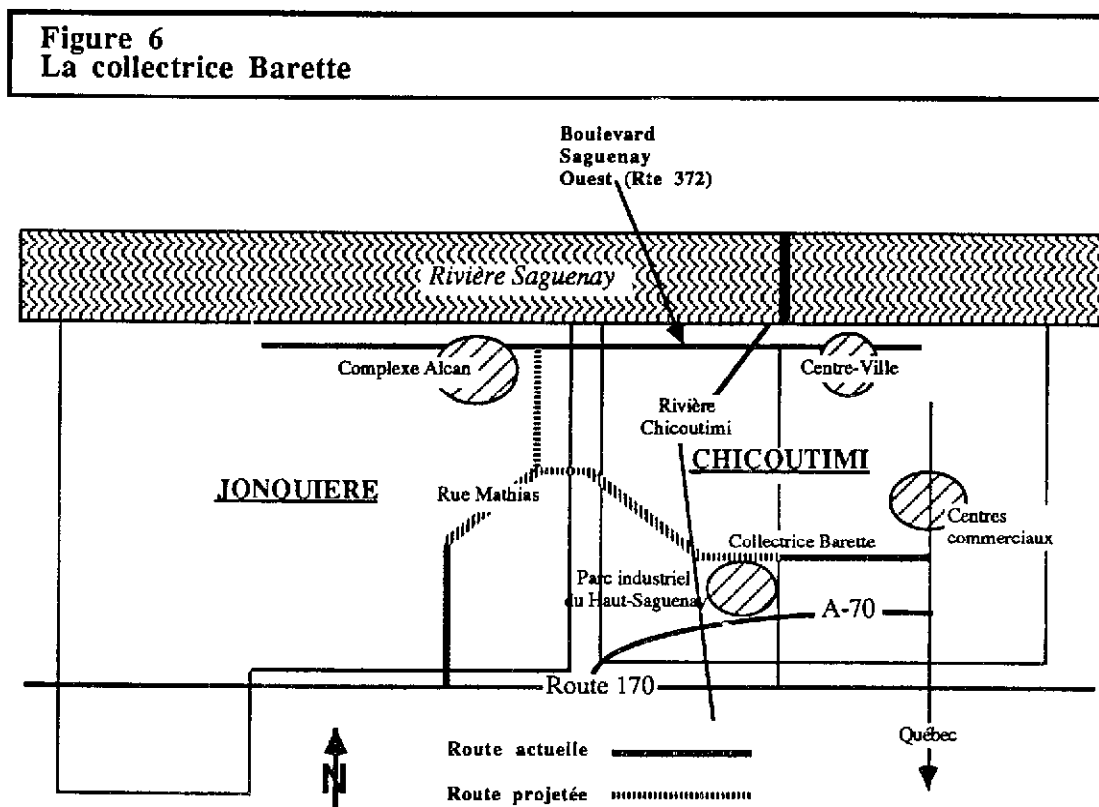 Figure 6
La collectrice Barette
Boulevard
Saguenay
Ouest (Rte 372)
Rivière Saguenay
Complexe Alcan
Centre-Ville
Rivière
Chicoutimi
JONQUIERE
CHICOUTIMI
Rue Mathias
Centres
commerciaux
Collectrice Barette
Parc industriel
du Haut-Saguenay
A-70
Route 170
Québec
N
Route actuelle
Route projetée